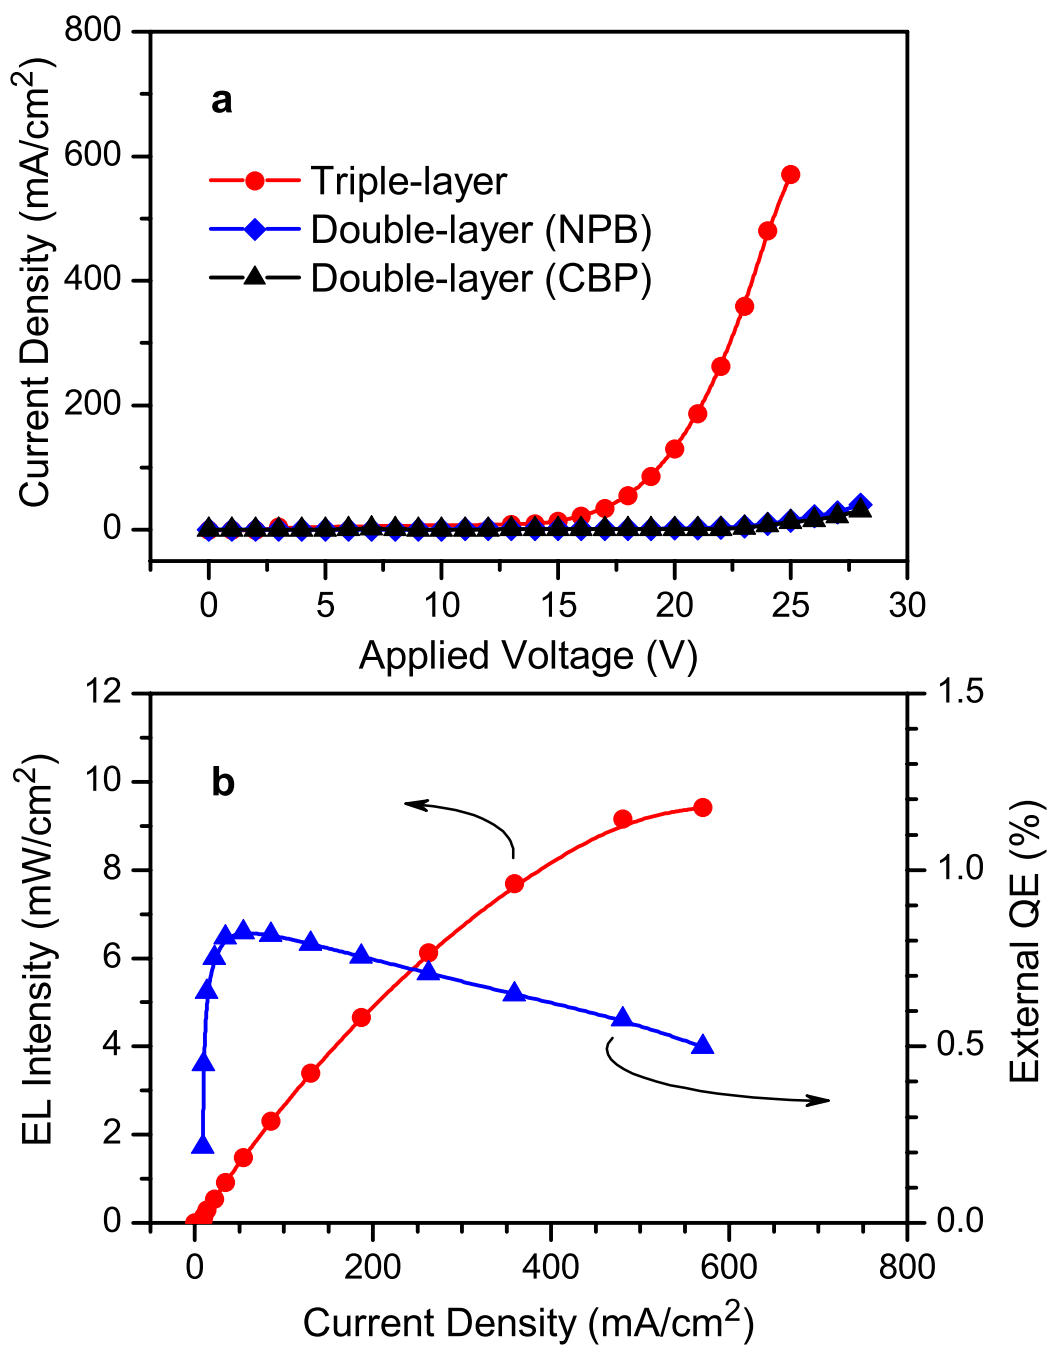 800
600
400
200
0
Current Density (mA/cm²)
a
Triple-layer
Double-layer (NPB)
Double-layer (CBP)
0 5 10 15 20 25 30
Applied Voltage (V)
12
10
8
6
4
2
0
EL Intensity (mW/cm²)
b
1.5
1.0
0.5
0.0
External QE (%)
0 200 400 600 800
Current Density (mA/cm²)